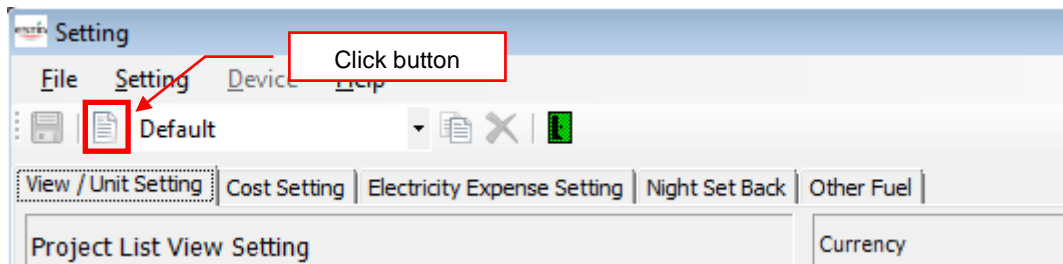 Setting
Click button
File Setting Device Help
Default
View / Unit Setting Cost Setting Electricity Expense Setting Night Set Back Other Fuel
Project List View Setting Currency